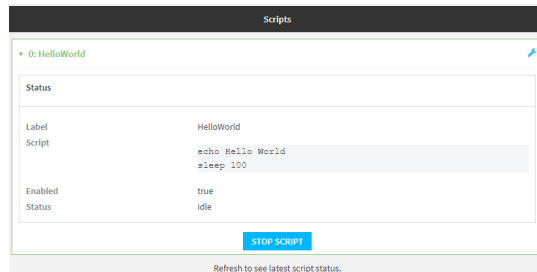 Scripts
▾ 0: HelloWorld
Status
Label HelloWorld
Script
echo Hello World
sleep 100
Enabled true
Status idle
STOP SCRIPT
Refresh to see latest script status.